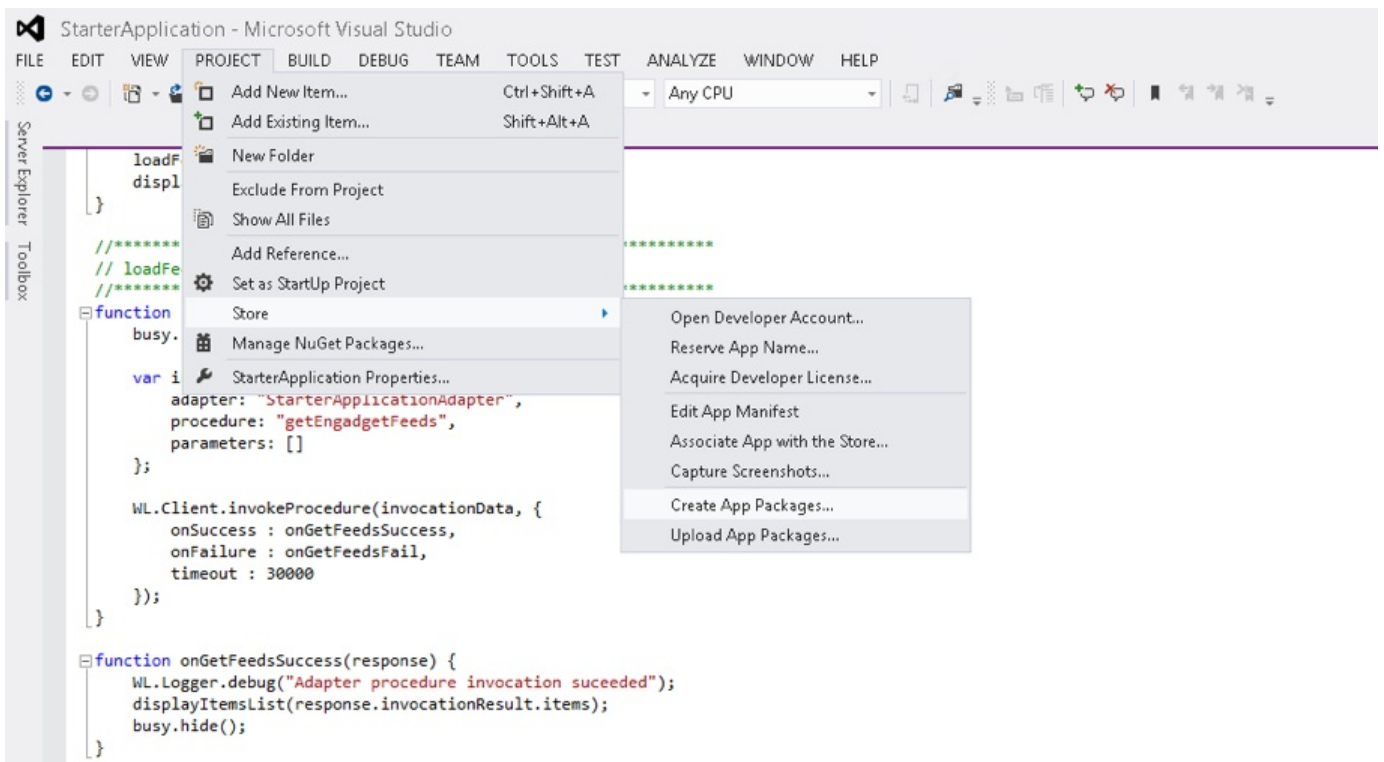 StarterApplication - Microsoft Visual Studio
FILE EDIT VIEW PROJECT BUILD DEBUG TEAM TOOLS TEST ANALYZE WINDOW HELP
Any CPU
Server Explorer
Toolbox
Add New Item... Ctrl+Shift+A
Add Existing Item... Shift+Alt+A
New Folder
Exclude From Project
Show All Files
Add Reference...
Set as StartUp Project
Store
Manage NuGet Packages...
StarterApplication Properties...
Open Developer Account...
Reserve App Name...
Acquire Developer License...
Edit App Manifest
Associate App with the Store...
Capture Screenshots...
Create App Packages...
Upload App Packages...
loadF
displ
}
//******* **********
// loadFe
//******* **********
function
busy.
var i
adapter: "StarterApplicationAdapter",
procedure: "getEngadgetFeeds",
parameters: []
};
WL.Client.invokeProcedure(invocationData, {
onSuccess : onGetFeedsSuccess,
onFailure : onGetFeedsFail,
timeout : 30000
});
}
function onGetFeedsSuccess(response) {
WL.Logger.debug("Adapter procedure invocation suceeded");
displayItemsList(response.invocationResult.items);
busy.hide();
}